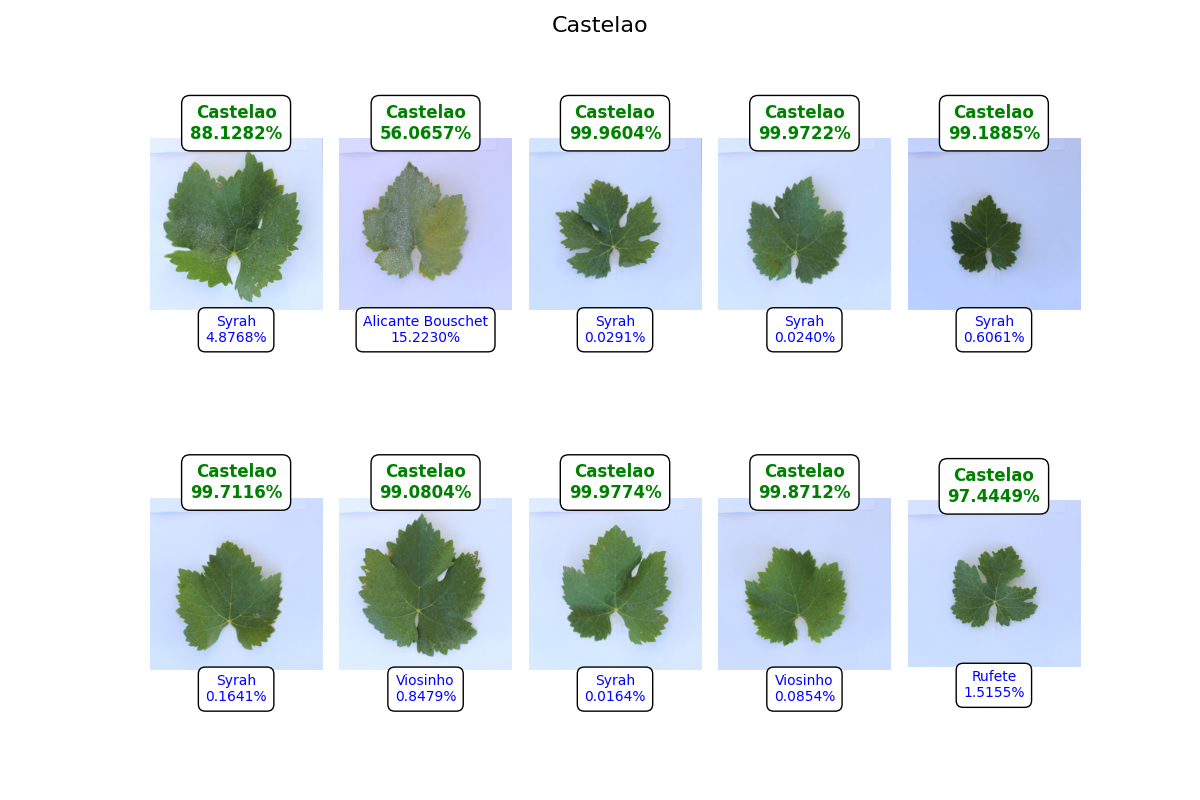 Castelao
Castelao
88.1282%
Castelao
56.0657%
Castelao
99.9604%
Castelao
99.9722%
Castelao
99.1885%
Syrah
4.8768%
Alicante Bouschet
15.2230%
Syrah
0.0291%
Syrah
0.0240%
Syrah
0.6061%
Castelao
99.7116%
Castelao
99.0804%
Castelao
99.9774%
Castelao
99.8712%
Castelao
97.4449%
Syrah
0.1641%
Viosinho
0.8479%
Syrah
0.0164%
Viosinho
0.0854%
Rufete
1.5155%